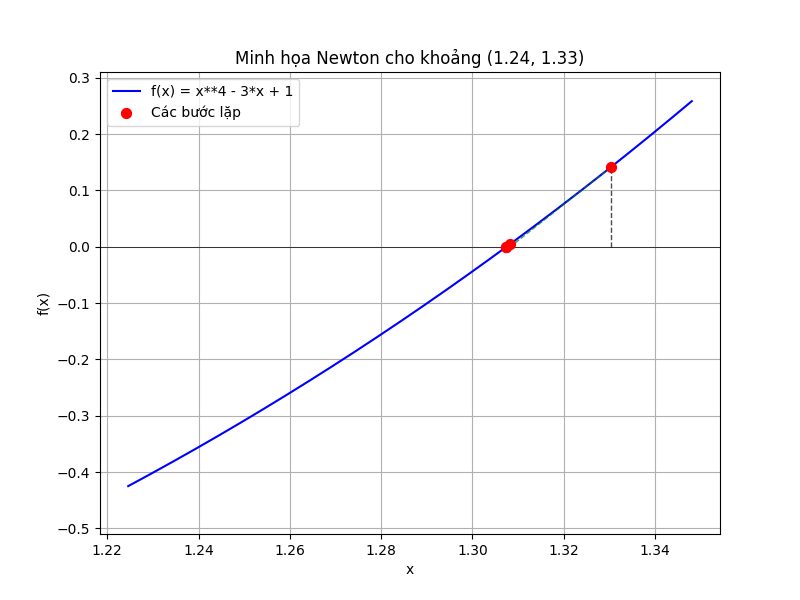 Minh họa Newton cho khoảng (1.24, 1.33)
f(x) = x**4 - 3*x + 1
Các bước lặp
0.3
0.2
0.1
0.0
−0.1
−0.2
−0.3
−0.4
−0.5
f(x)
1.22 1.24 1.26 1.28 1.30 1.32 1.34
x